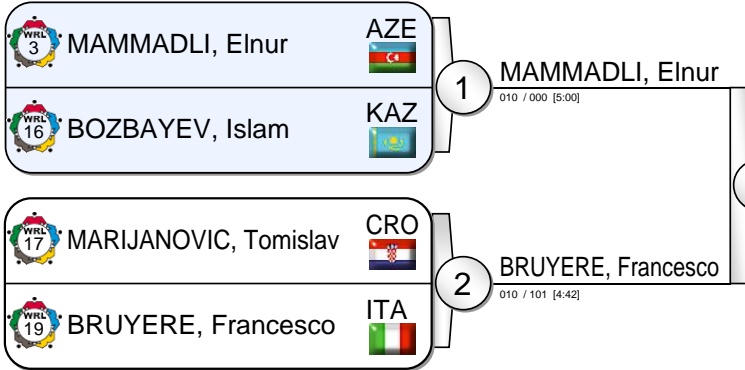 WRL
3
MAMMADLI, Elnur
AZE
WRL
16
BOZBAYEV, Islam
KAZ
1
MAMMADLI, Elnur
010 / 000 [5:00]
WRL
17
MARIJANOVIC, Tomislav
CRO
WRL
19
BRUYERE, Francesco
ITA
2
BRUYERE, Francesco
010 / 101 [4:42]